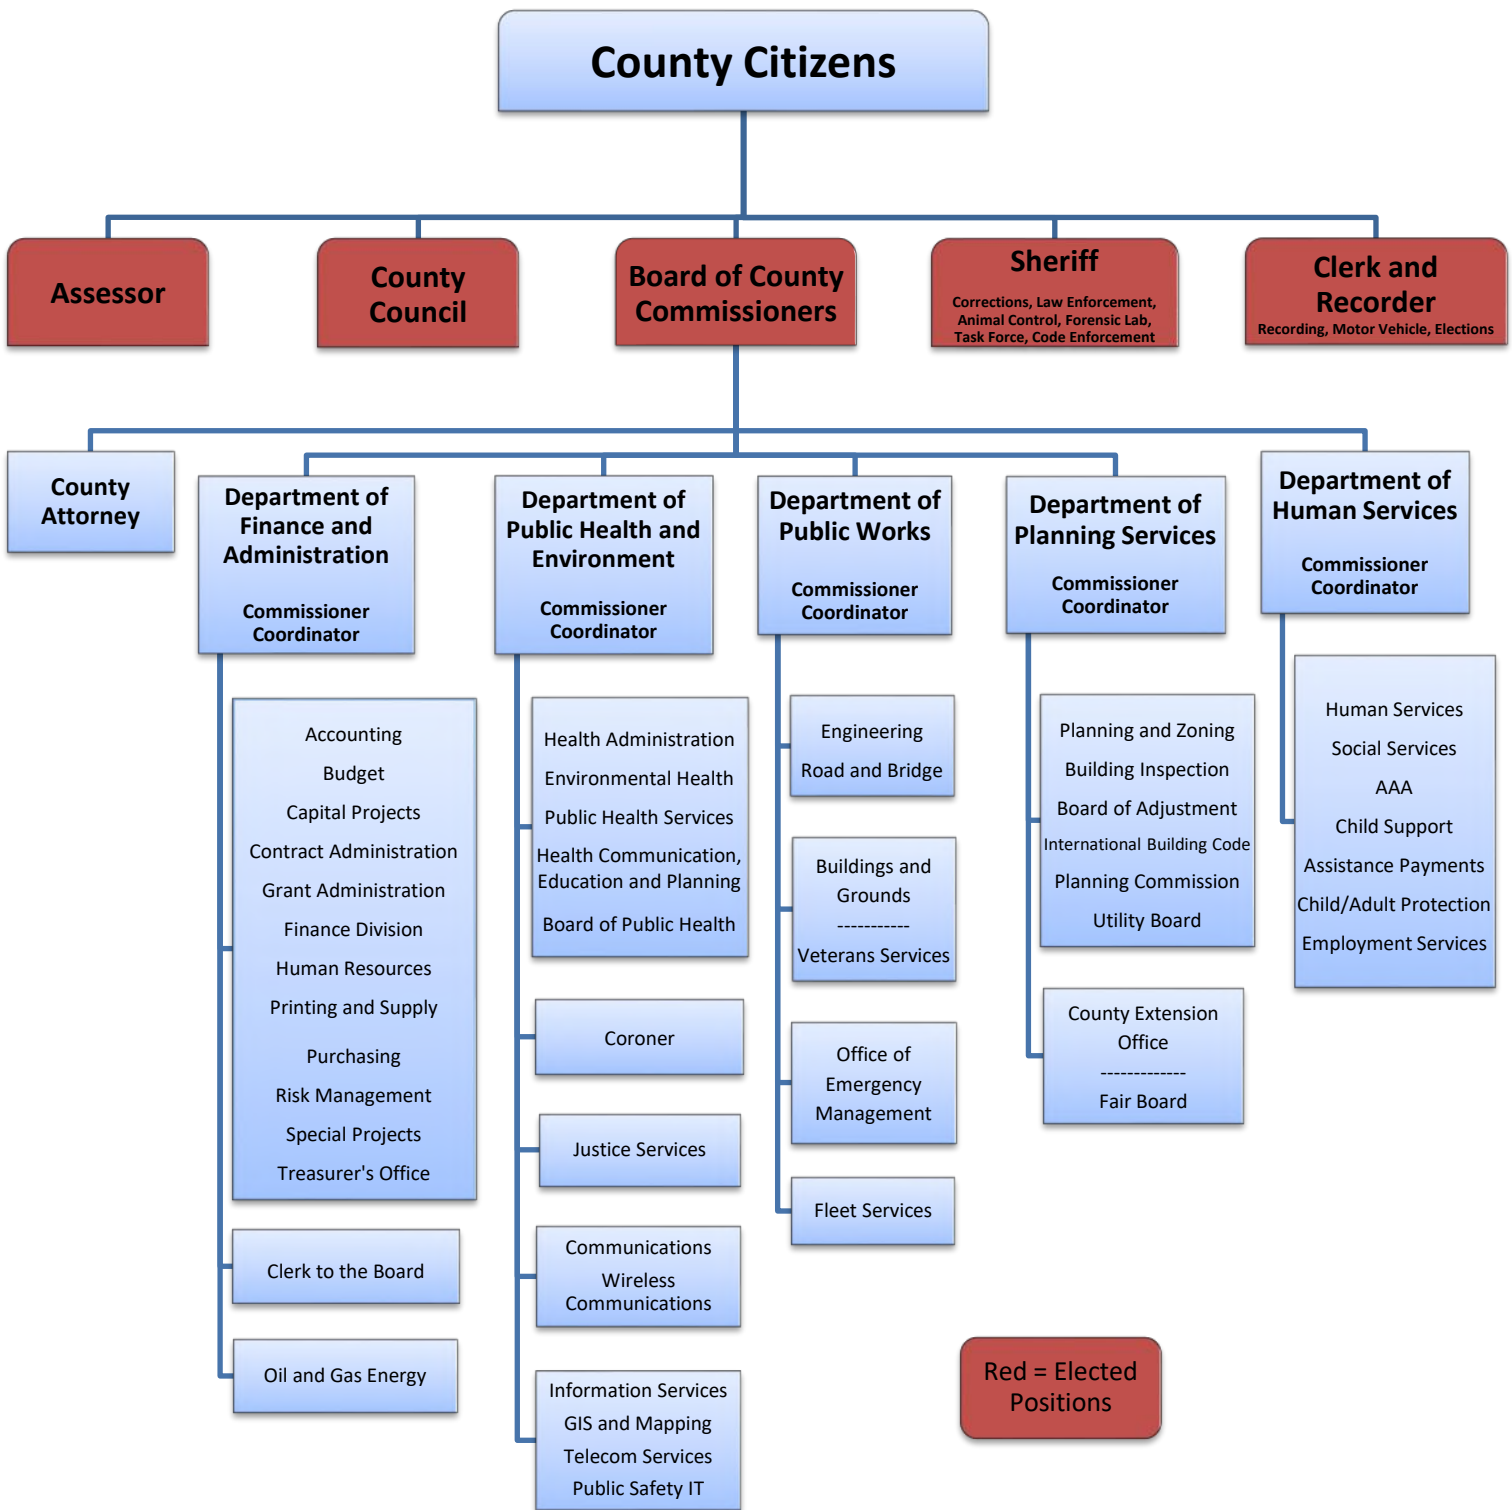 County Citizens
Assessor
County
Council
Board of County
Commissioners
Sheriff
Corrections, Law Enforcement,
Animal Control, Forensic Lab,
Task Force, Code Enforcement
Clerk and
Recorder
Recording, Motor Vehicle, Elections
County
Attorney
Department of
Finance and
Administration
Commissioner
Coordinator
Department of
Public Health and
Environment
Commissioner
Coordinator
Department of
Public Works
Commissioner
Coordinator
Department of
Planning Services
Commissioner
Coordinator
Department of
Human Services
Commissioner
Coordinator
Accounting
Budget
Capital Projects
Contract Administration
Grant Administration
Finance Division
Human Resources
Printing and Supply
Purchasing
Risk Management
Special Projects
Treasurer's Office
Clerk to the Board
Oil and Gas Energy
Health Administration
Environmental Health
Public Health Services
Health Communication,
Education and Planning
Board of Public Health
Coroner
Justice Services
Communications
Wireless
Communications
Information Services
GIS and Mapping
Telecom Services
Public Safety IT
Engineering
Road and Bridge
Buildings and
Grounds
-----------
Veterans Services
Office of
Emergency
Management
Fleet Services
Planning and Zoning
Building Inspection
Board of Adjustment
International Building Code
Planning Commission
Utility Board
County Extension
Office
-------------
Fair Board
Human Services
Social Services
AAA
Child Support
Assistance Payments
Child/Adult Protection
Employment Services
Red = Elected
Positions